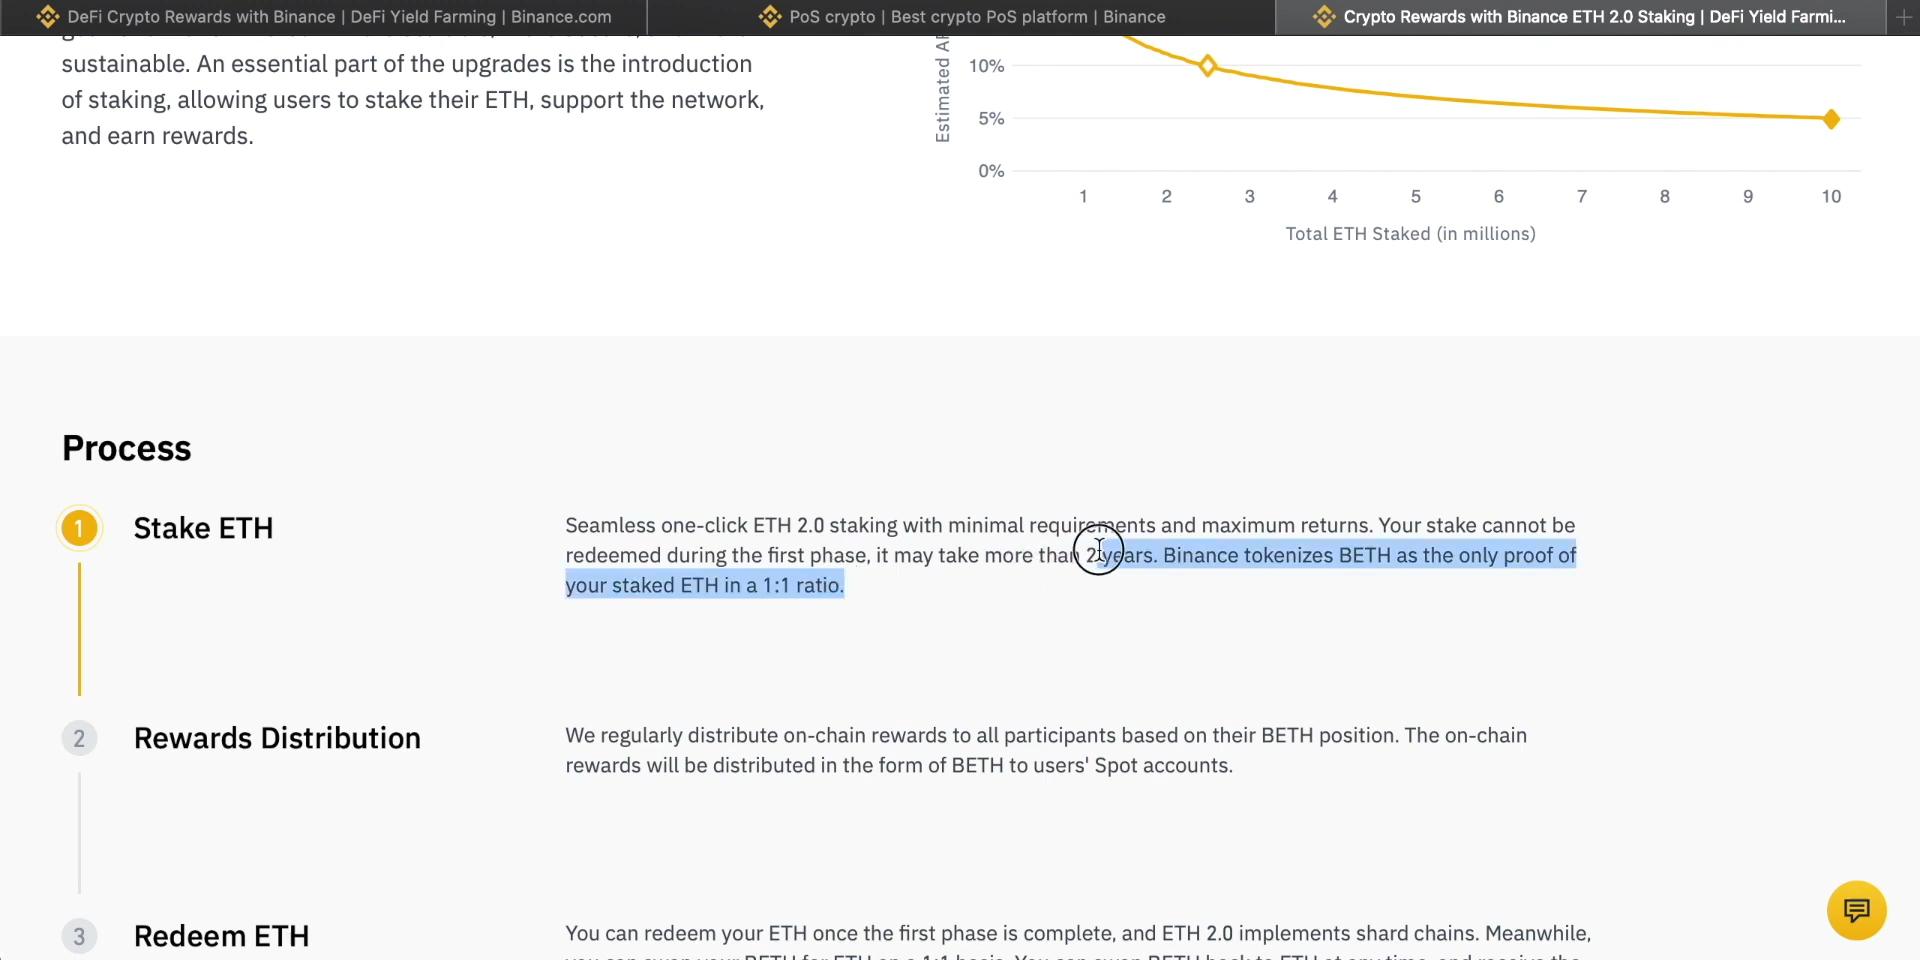 DeFi Crypto Rewards with Binance | DeFi Yield Farming | Binance.com
PoS crypto | Best crypto PoS platform | Binance
Crypto Rewards with Binance ETH 2.0 Staking | DeFi Yield Farmi...
sustainable. An essential part of the upgrades is the introduction
of staking, allowing users to stake their ETH, support the network,
and earn rewards.
Estimated
10%
5%
0%
1 2 3 4 5 6 7 8 9 10
Total ETH Staked (in millions)
Process
1
Stake ETH
Seamless one-click ETH 2.0 staking with minimal requirements and maximum returns. Your stake cannot be
redeemed during the first phase, it may take more than 2 years. Binance tokenizes BETH as the only proof of
your staked ETH in a 1:1 ratio.
2
Rewards Distribution
We regularly distribute on-chain rewards to all participants based on their BETH position. The on-chain
rewards will be distributed in the form of BETH to users' Spot accounts.
3
Redeem ETH
You can redeem your ETH once the first phase is complete, and ETH 2.0 implements shard chains. Meanwhile,